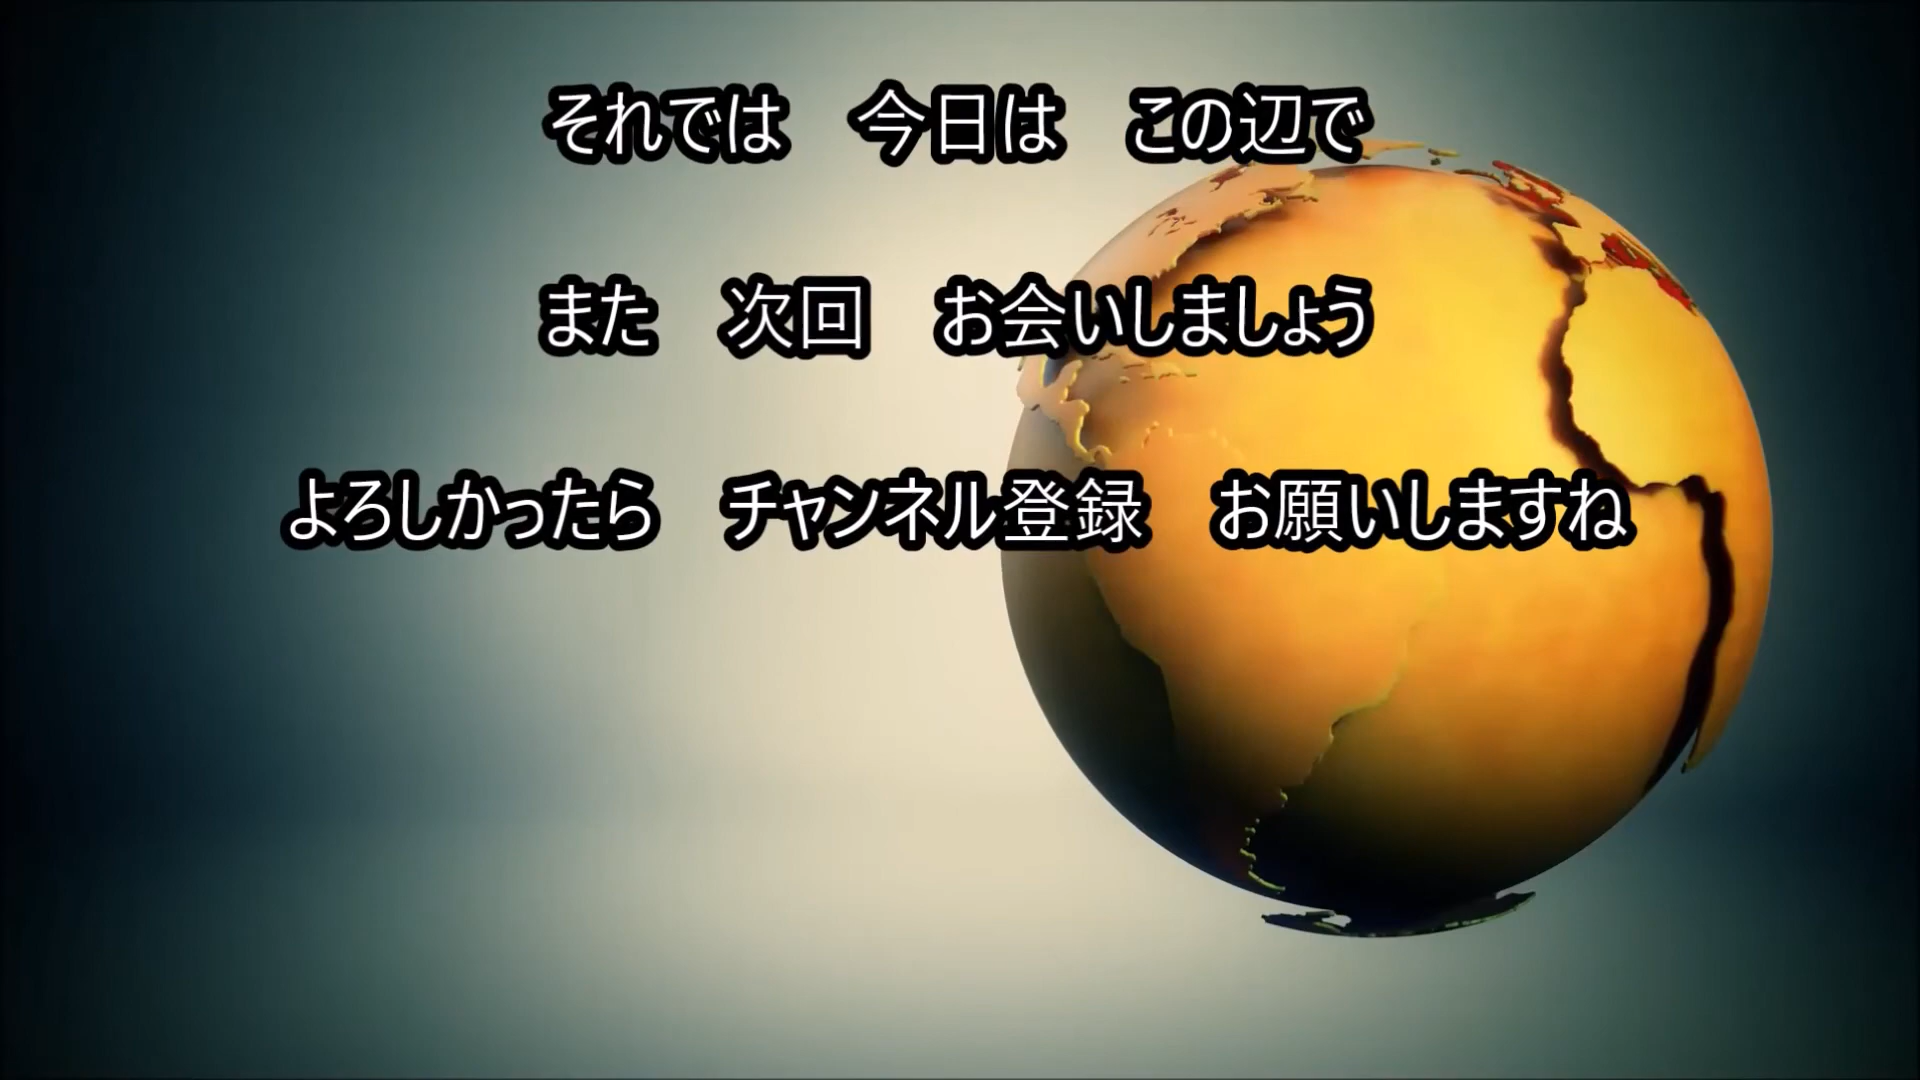 それでは　今日は　この辺で
また　次回　お会いしましょう
よろしかったら　チャンネル登録　お願いしますね